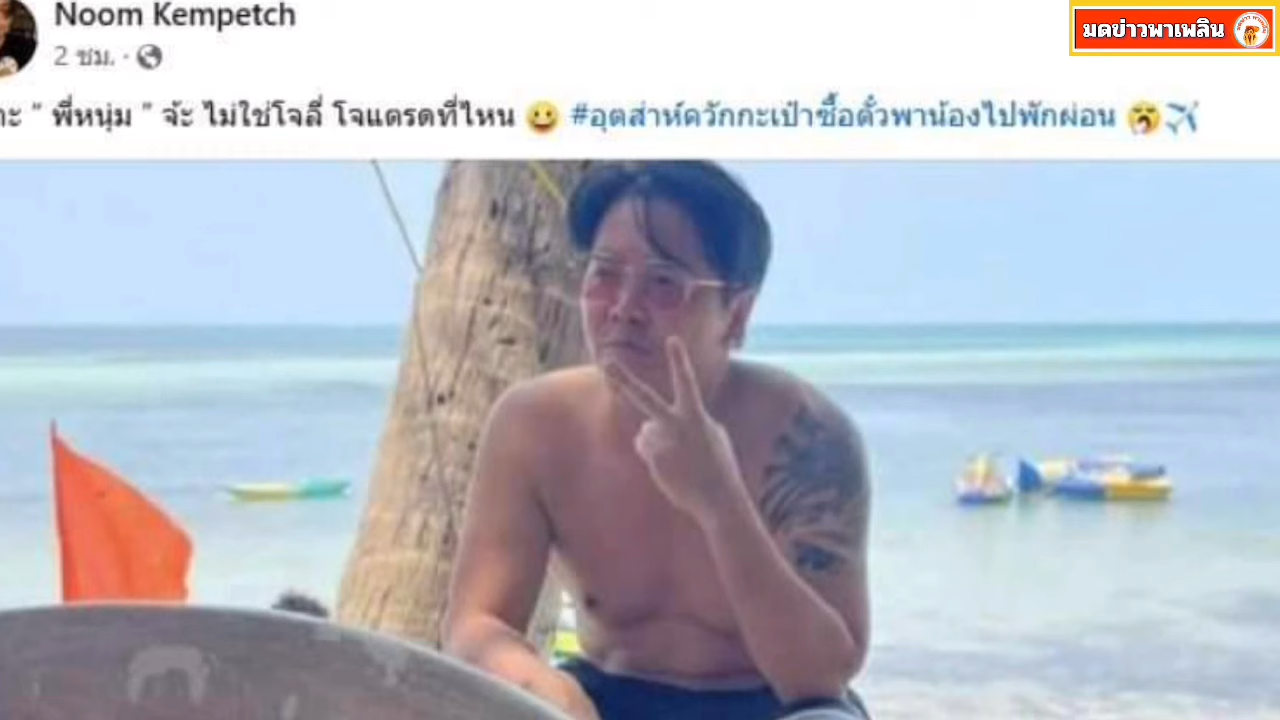 Noom Kempetch
มดข่าวพาเพลิน
2 ชม. ·
“ พี่หนุ่ม ” จ้ะ ไม่ใช่โจลี่ โจแตรดที่ไหน 😀 #อุตส่าห์ควักกะเป๋าซื้อตั๋วพาน้องไปพักผ่อน 😭✈️